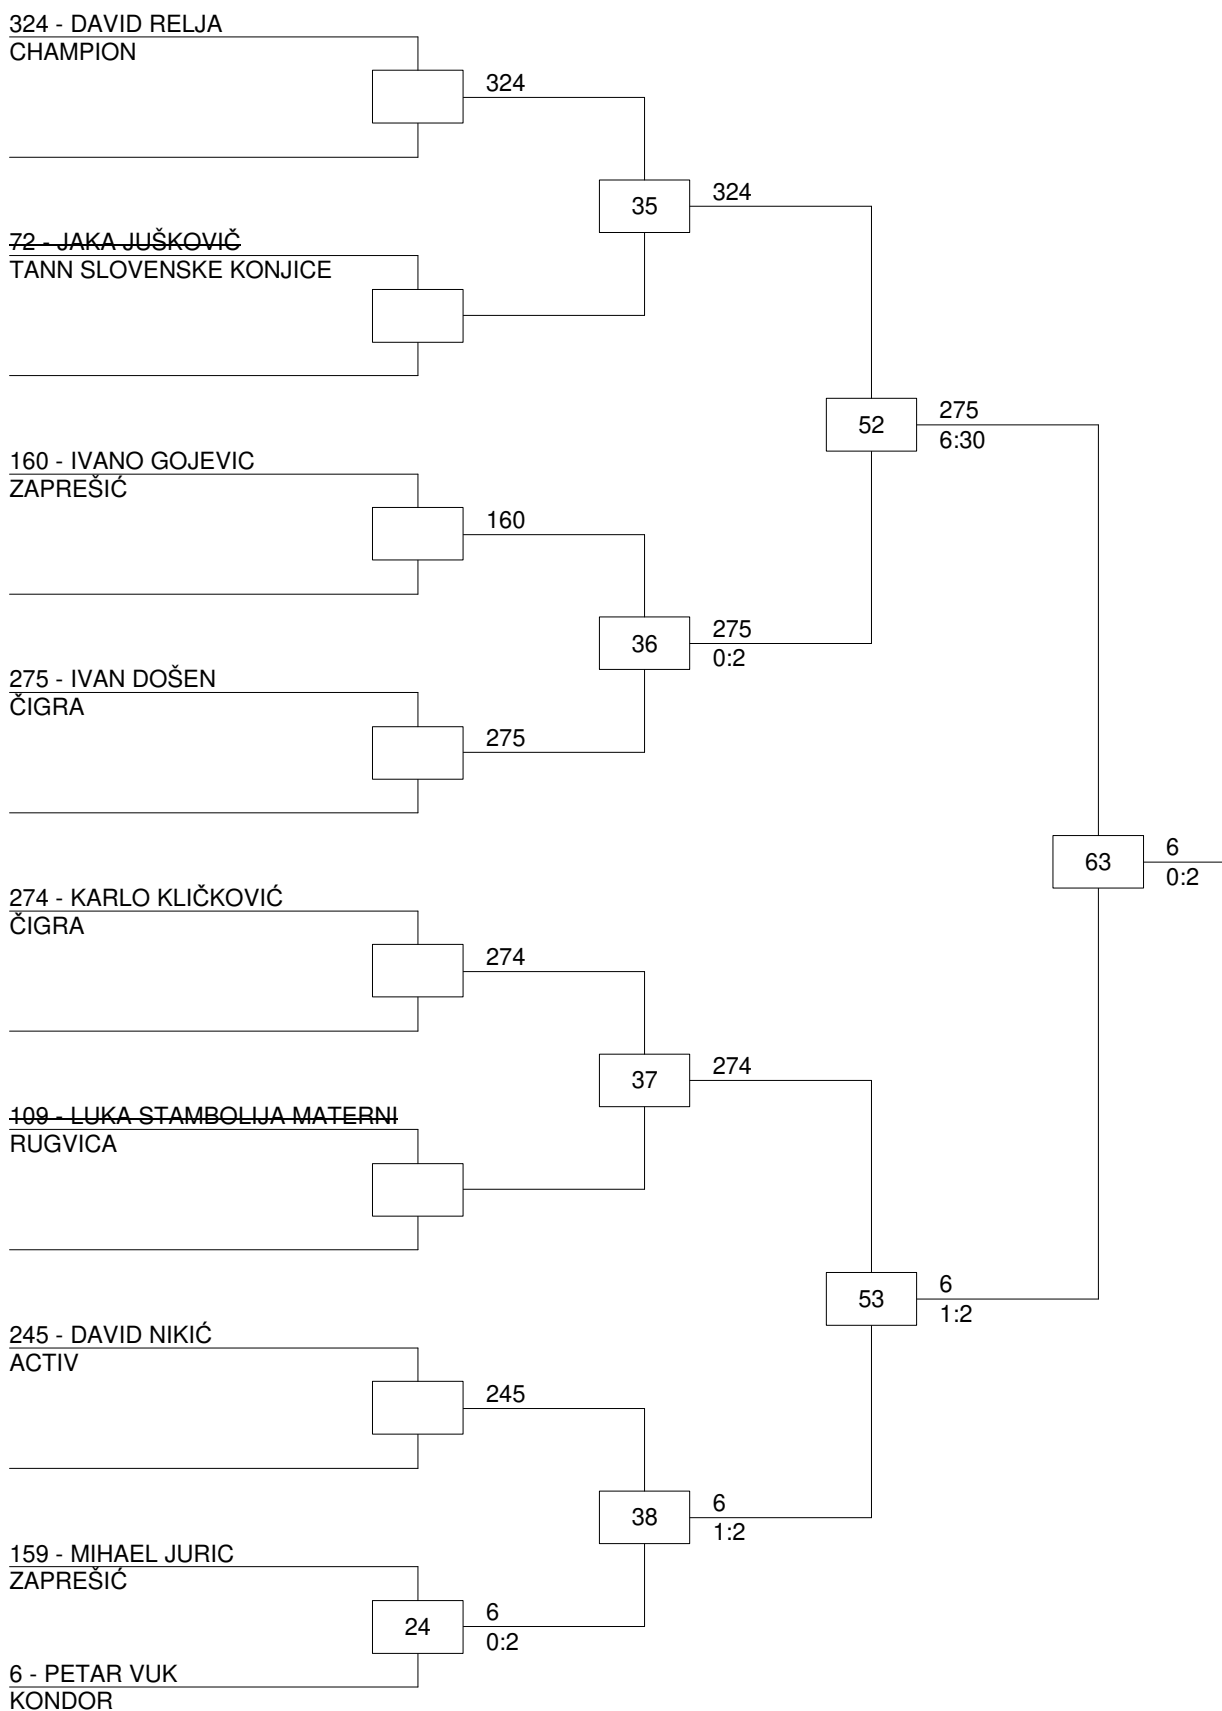 324 - DAVID RELJA
CHAMPION
324
35
324
72 - JAKA JUŠKOVIČ
TANN SLOVENSKE KONJICE
52
275
6:30
160 - IVANO GOJEVIC
ZAPREŠIĆ
160
36
275
0:2
275 - IVAN DOŠEN
ČIGRA
275
63
6
0:2
274 - KARLO KLIČKOVIĆ
ČIGRA
274
37
274
109 - LUKA STAMBOLIJA MATERNI
RUGVICA
53
6
1:2
245 - DAVID NIKIĆ
ACTIV
245
38
6
1:2
159 - MIHAEL JURIC
ZAPREŠIĆ
24
6
0:2
6 - PETAR VUK
KONDOR